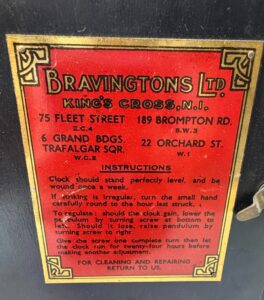 BRAVINGTONS LTD.
KING'S CROSS, N.1.
75 FLEET STREET 189 BROMPTON RD.
E.C.4 S.W.3
6 GRAND BDGS. 22 ORCHARD ST.
TRAFALGAR SQR. W.1
W.C.2
INSTRUCTIONS
Clock should stand perfectly level, and be
wound once a week.
If striking is irregular, turn the small hand
carefully round to the hour last struck.
To regulate: should the clock gain, lower the
pendulum by turning screw at bottom to
left. Should it lose, raise pendulum by
turning screw to right.
Give the screw one complete turn then let
the clock run for twenty-four hours before
making another adjustment.
FOR CLEANING AND REPAIRING
RETURN TO US.